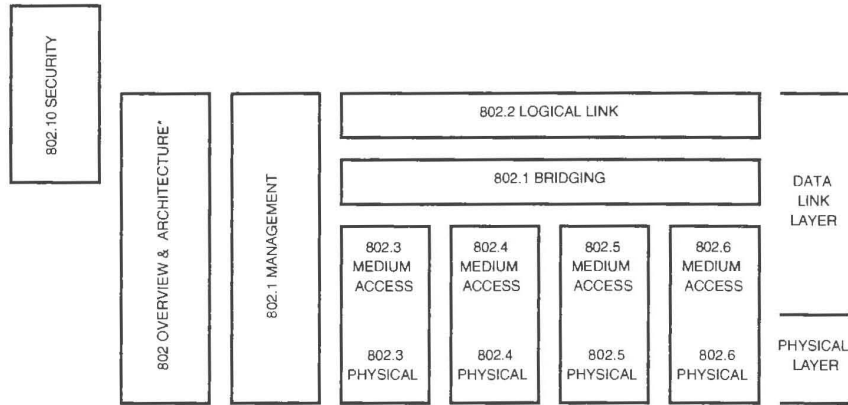 802.10 SECURITY
802 OVERVIEW & ARCHITECTURE*
802.1 MANAGEMENT
802.2 LOGICAL LINK
802.1 BRIDGING
802.3
MEDIUM
ACCESS
802.3
PHYSICAL
802.4
MEDIUM
ACCESS
802.4
PHYSICAL
802.5
MEDIUM
ACCESS
802.5
PHYSICAL
802.6
MEDIUM
ACCESS
802.6
PHYSICAL
DATA
LINK
LAYER
PHYSICAL
LAYER